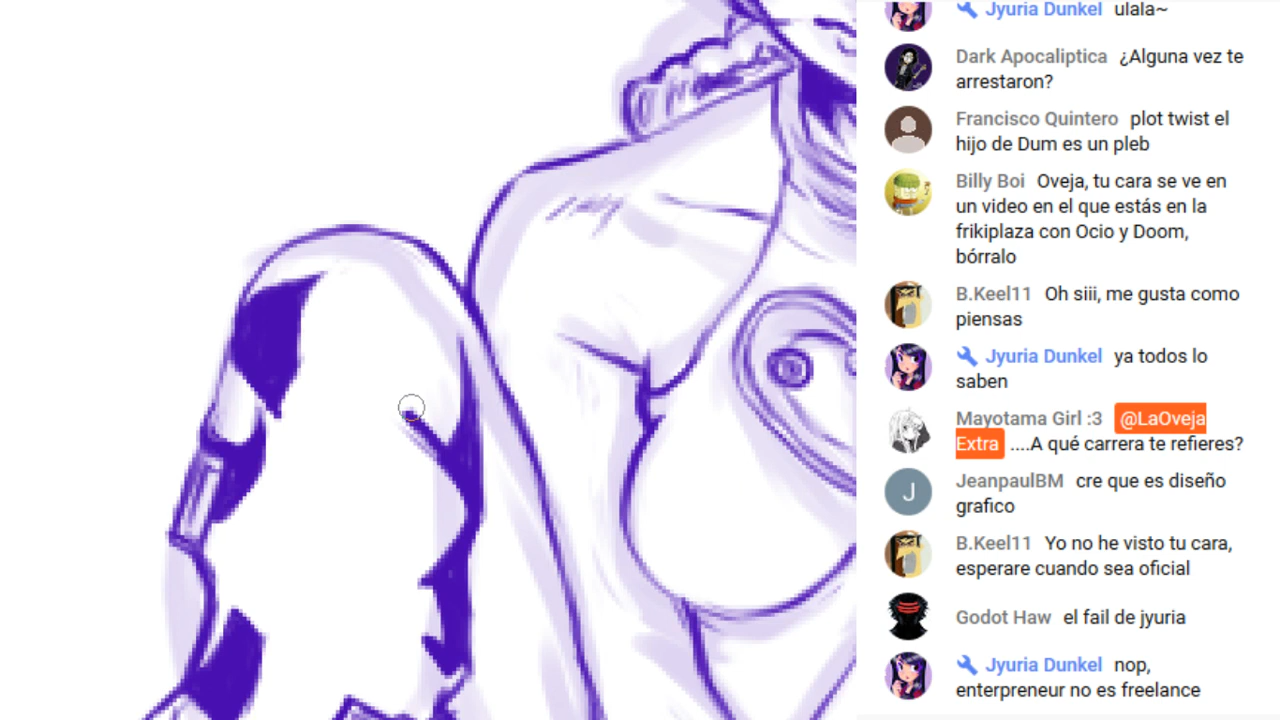 Jyuria Dunkel ulala~
Dark Apocaliptica ¿Alguna vez te
arrestaron?
Francisco Quintero plot twist el
hijo de Dum es un pleb
Billy Boi Oveja, tu cara se ve en
un video en el que estás en la
frikiplaza con Ocio y Doom,
bórralo
B.Keel11 Oh siii, me gusta como
piensas
Jyuria Dunkel ya todos lo
saben
Mayotama Girl :3 @LaOveja
Extra ....A qué carrera te refieres?
J JeanpaulBM cre que es diseño
grafico
B.Keel11 Yo no he visto tu cara,
esperare cuando sea oficial
Godot Haw el fail de jyuria
Jyuria Dunkel nop,
enterpreneur no es freelance